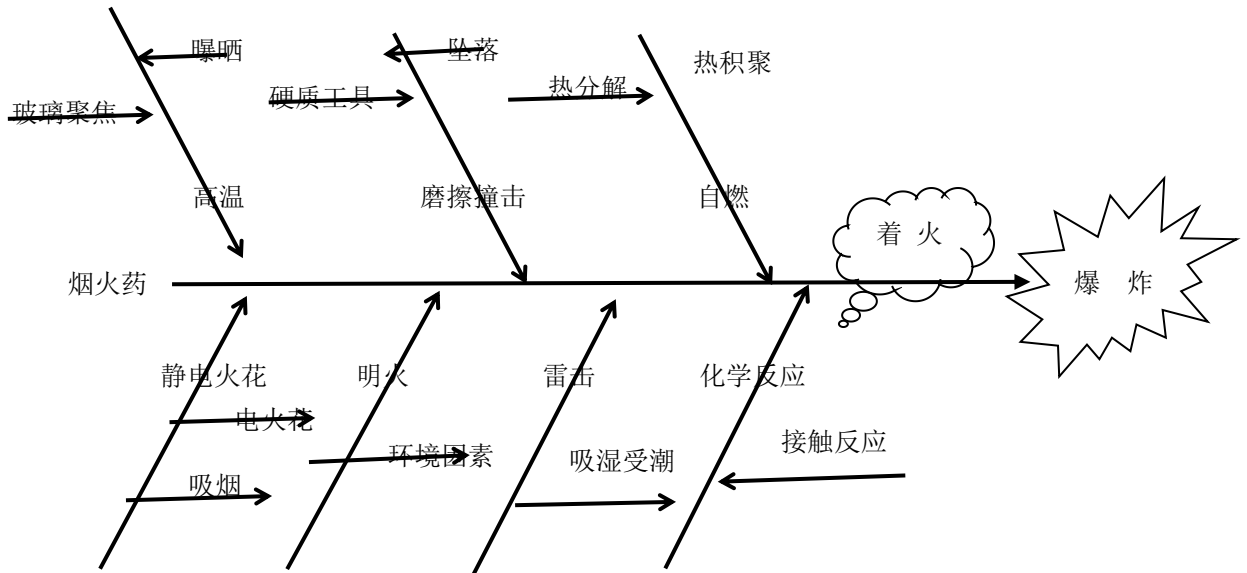 曝晒
坠落
热积聚
玻璃聚焦
硬质工具
热分解
高温
磨擦撞击
自燃
着 火
烟火药
爆 炸
静电火花
明火
雷击
化学反应
电火花
环境因素
吸湿受潮
接触反应
吸烟